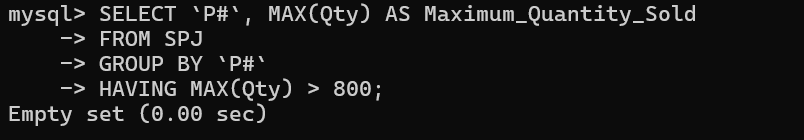 mysql> SELECT `P#`, MAX(Qty) AS Maximum_Quantity_Sold
    -> FROM SPJ
    -> GROUP BY `P#`
    -> HAVING MAX(Qty) > 800;
Empty set (0.00 sec)